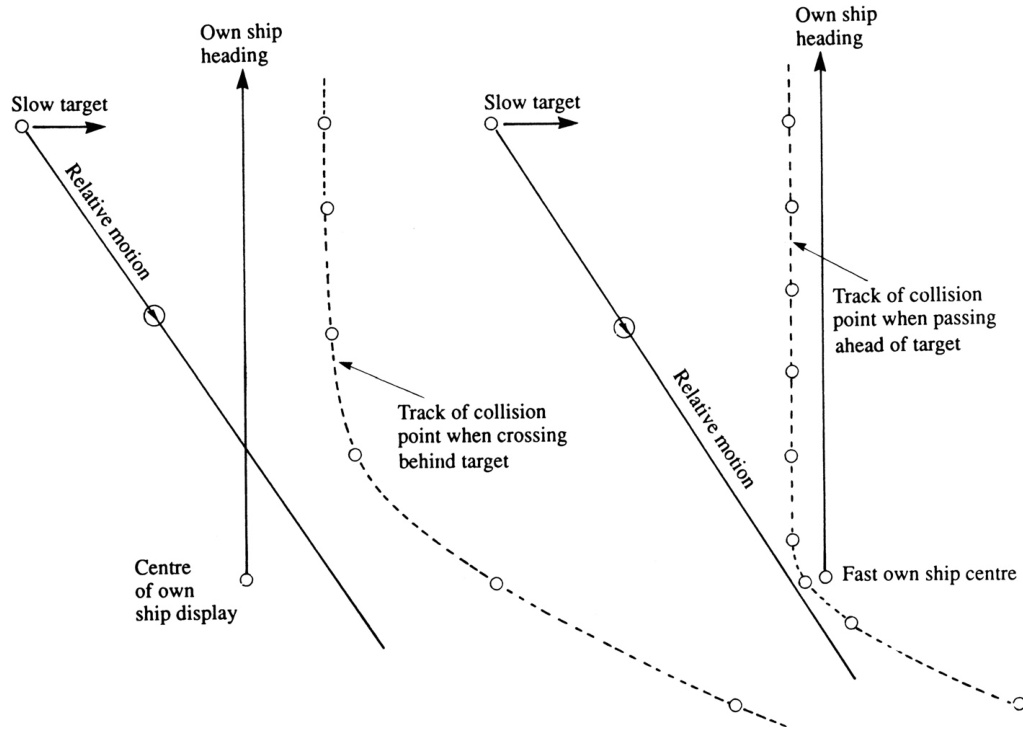 Own ship
heading
Slow target
Relative motion
Track of collision
point when crossing
behind target
Centre
of own
ship display
Own ship
heading
Slow target
Relative motion
Track of collision
point when passing
ahead of target
Fast own ship centre